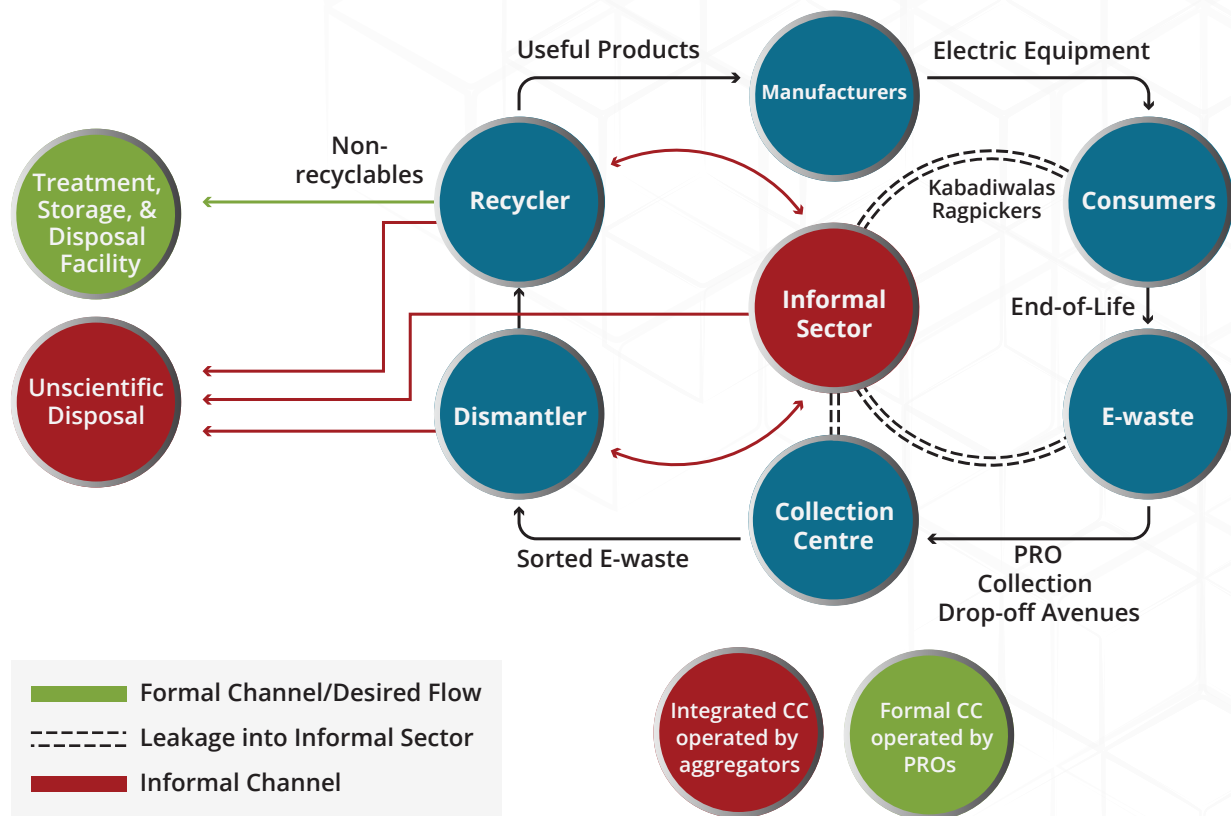 Useful Products
Electric Equipment
Manufacturers
Non-
recyclables
Treatment,
Storage, &
Disposal
Facility
Recycler
Kabadiwalas
Ragpickers
Consumers
Informal
Sector
End-of-Life
Unscientific
Disposal
Dismantler
E-waste
Collection
Centre
Sorted E-waste
PRO
Collection
Drop-off Avenues
Formal Channel/Desired Flow
Leakage into Informal Sector
Informal Channel
Integrated CC
operated by
aggregators
Formal CC
operated by
PROs